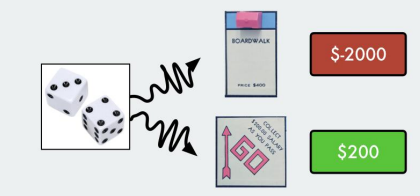 BOARDWALK
PRICE $400
$-2000
COLLECT
$200.00 SALARY
AS YOU PASS
GO
$200